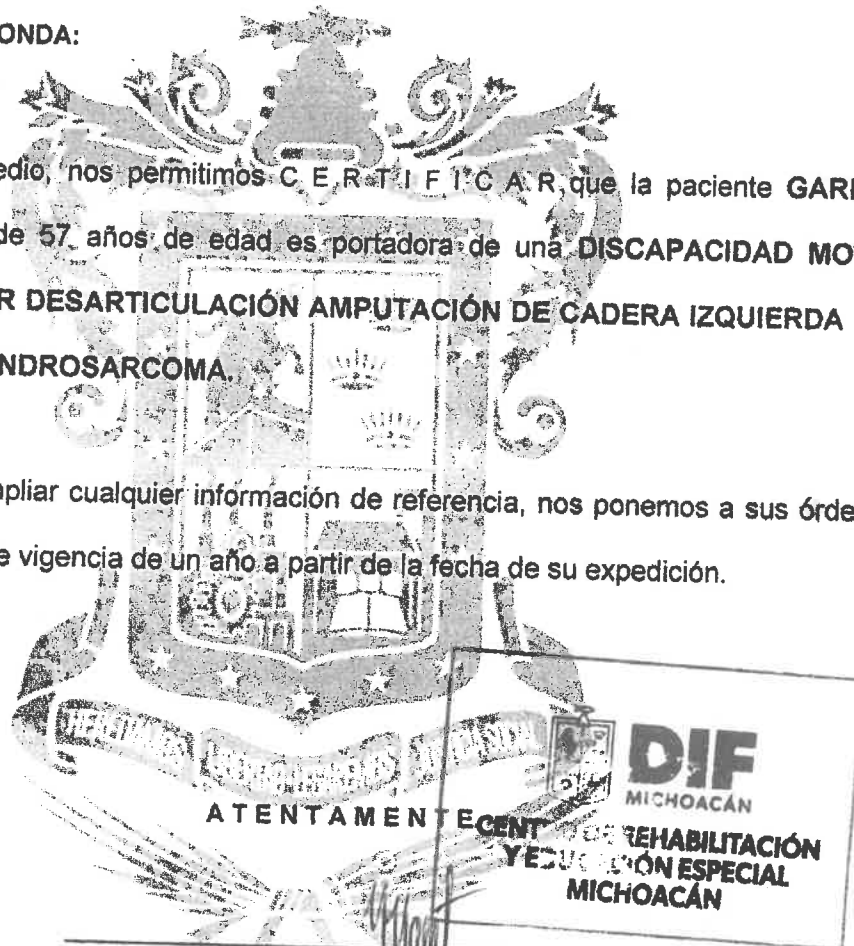 ONDA:
edio, nos permitimos C E R T I F I C A R que la paciente GAR
de 57 años de edad es portadora de una DISCAPACIDAD MO
R DESARTICULACIÓN AMPUTACIÓN DE CADERA IZQUIERDA
NDROSARCOMA.
pliar cualquier información de referencia, nos ponemos a sus órde
e vigencia de un año a partir de la fecha de su expedición.
HEREDAMOS
A T E N T A M E N T E
DIF
MICHOACÁN
REHABILITACIÓN
ESPECIAL
MICHOACÁN